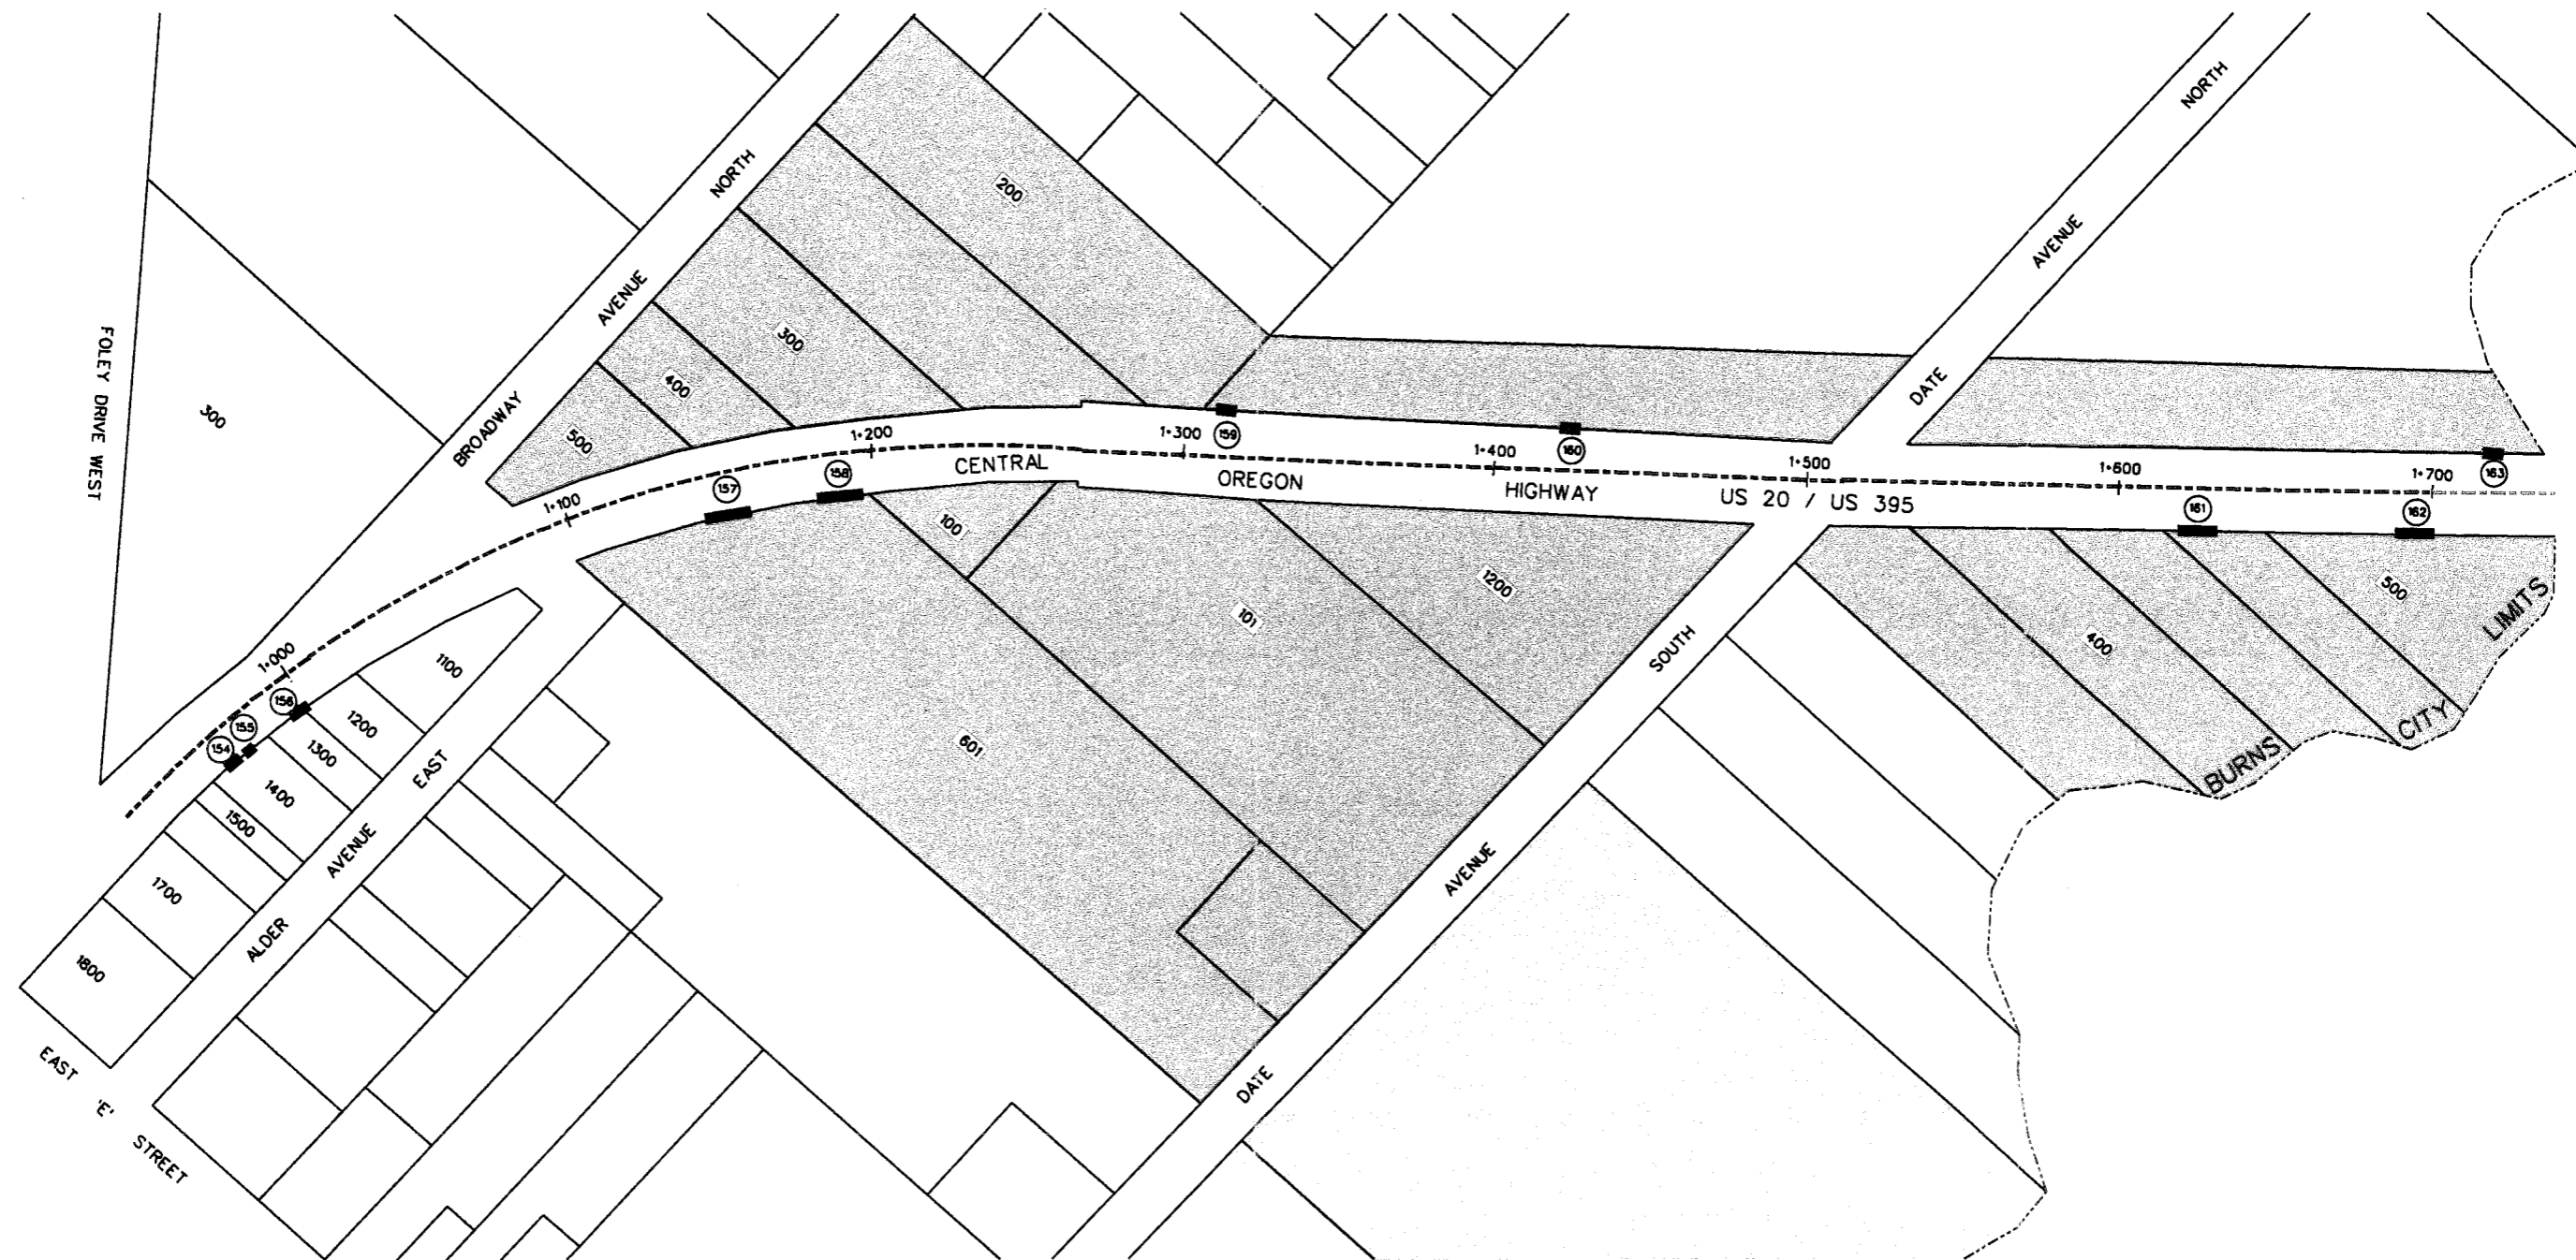 NORTH
AVENUE
BROADWAY
NORTH
AVENUE
DATE
FOLEY DRIVE WEST
300
200
300
400
500
1+000
1+100
1+200
1+300
1+400
1+500
1+600
1+700
CENTRAL OREGON HIGHWAY US 20 / US 395
154
155
156
157
158
159
160
161
162
163
100
101
1200
601
400
500
BURNS CITY LIMITS
1100
1200
1300
1400
1500
1700
1800
EAST
AVENUE
ALDER
SOUTH
AVENUE
DATE
EAST 'E' STREET